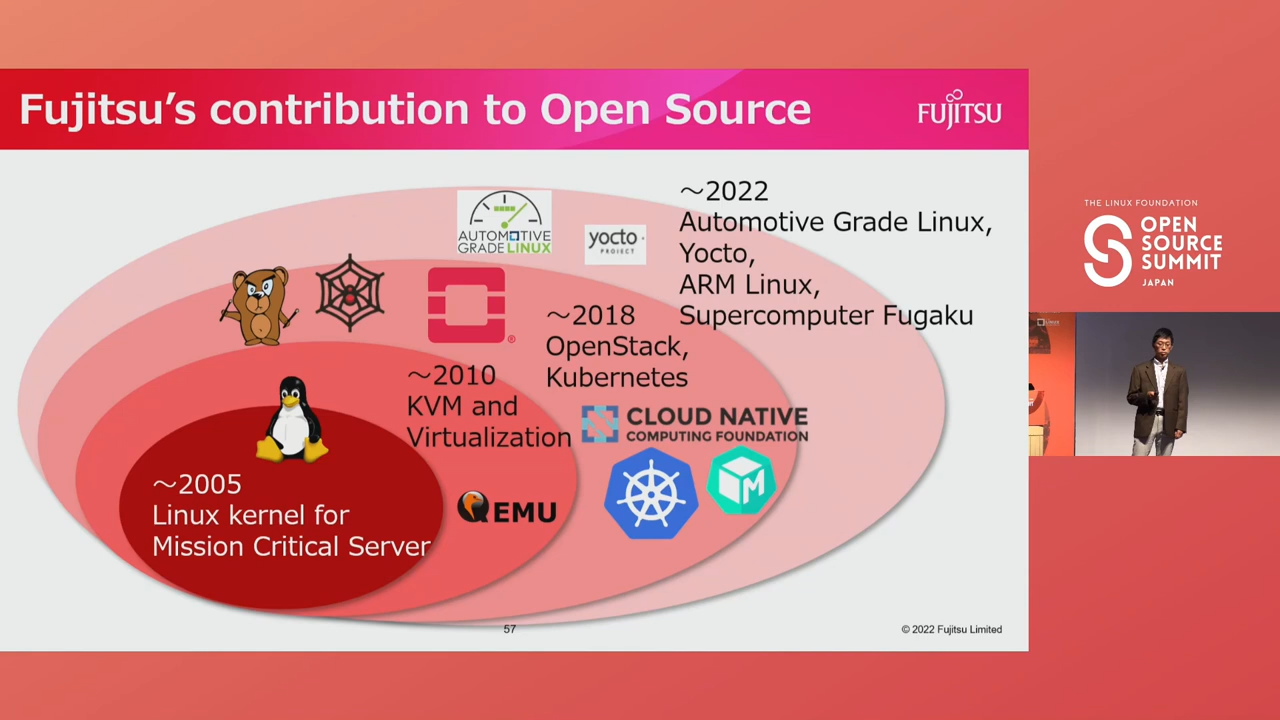 Fujitsu’s contribution to Open Source
FUJITSU
～2022
Automotive Grade Linux,
Yocto,
ARM Linux,
Supercomputer Fugaku
AUTOMOTIVE
GRADE LINUX
yocto
PROJECT
～2018
OpenStack,
Kubernetes
®
～2010
KVM and
Virtualization
CLOUD NATIVE
COMPUTING FOUNDATION
M
～2005
Linux kernel for
Mission Critical Server
QEMU
57
© 2022 Fujitsu Limited
THE LINUX FOUNDATION
OPEN
SOURCE
SUMMIT
JAPAN